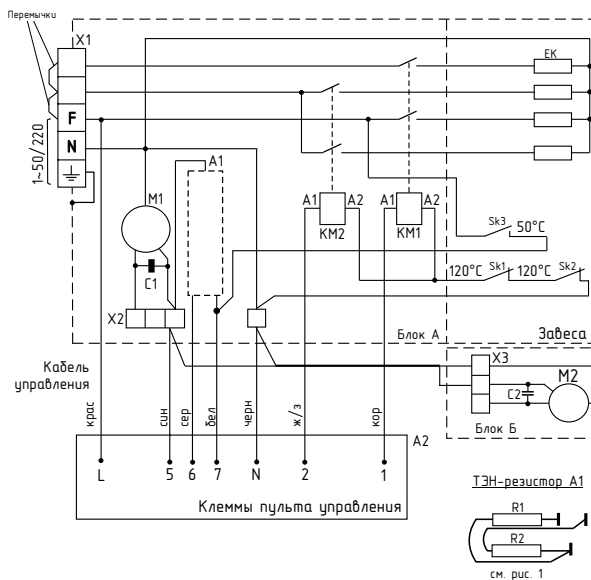 Перемычки
X1
EK
F
N
1~50/220
M1
A1
C1
A1
A2
KM2
A1
A2
KM1
Sk3
50°C
120°C
Sk1
120°C
Sk2
X2
Блок А
Завеса
Кабель
управления
X3
M2
C2
Блок Б
крас
син
сер
бел
черн
ж/з
кор
A2
L
5
6
7
N
2
1
Клеммы пульта управления
ТЭН-резистор А1
R1
R2
см. рис. 1